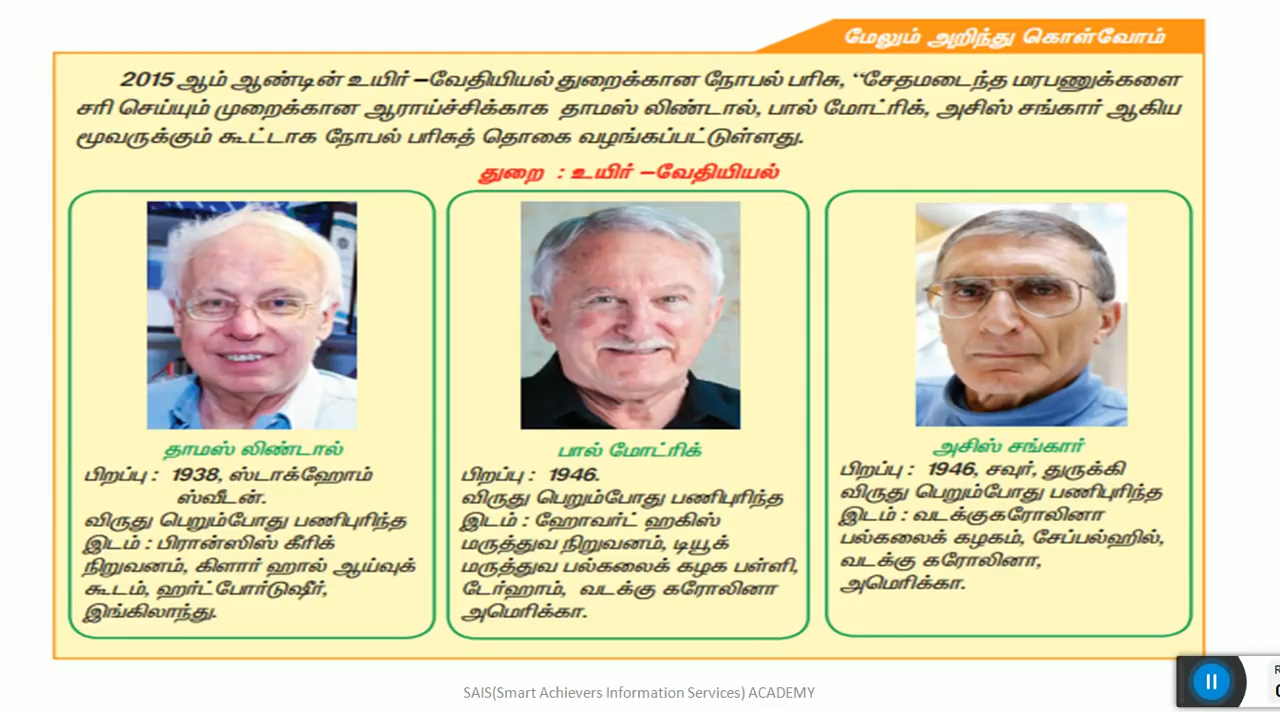 மேலும் அறிந்து கொள்வோம்
2015 ஆம் ஆண்டின் உயிர் –வேதியியல் துறைக்கான நோபல் பரிசு, “சேதமடைந்த மரபணுக்களை
சரி செய்யும் முறைக்கான ஆராய்ச்சிக்காக தாமஸ் லிண்டால், பால் மோட்ரிக், அசிஸ் சங்கார் ஆகிய
மூவருக்கும் கூட்டாக நோபல் பரிசுத் தொகை வழங்கப்பட்டுள்ளது.
துறை : உயிர் –வேதியியல்
தாமஸ் லிண்டால்
பிறப்பு : 1938, ஸ்டாக்ஹோம்
ஸ்வீடன்.
விருது பெறும்போது பணிபுரிந்த
இடம் : பிரான்ஸிஸ் கீரிக்
நிறுவனம், கிளார் ஹால் ஆய்வுக்
கூடம், ஹர்ட்போர்டுஷீர்,
இங்கிலாந்து.
பால் மோட்ரிக்
பிறப்பு : 1946.
விருது பெறும்போது பணிபுரிந்த
இடம் : ஹோவர்ட் ஹகிஸ்
மருத்துவ நிறுவனம், டியூக்
மருத்துவ பல்கலைக் கழக பள்ளி,
டேர்ஹாம், வடக்கு கரோலினா
அமெரிக்கா.
அசிஸ் சங்கார்
பிறப்பு : 1946, சவுர், துருக்கி
விருது பெறும்போது பணிபுரிந்த
இடம் : வடக்குகரோலினா
பல்கலைக் கழகம், சேப்பல்ஹில்,
வடக்கு கரோலினா,
அமெரிக்கா.
SAIS(Smart Achievers Information Services) ACADEMY